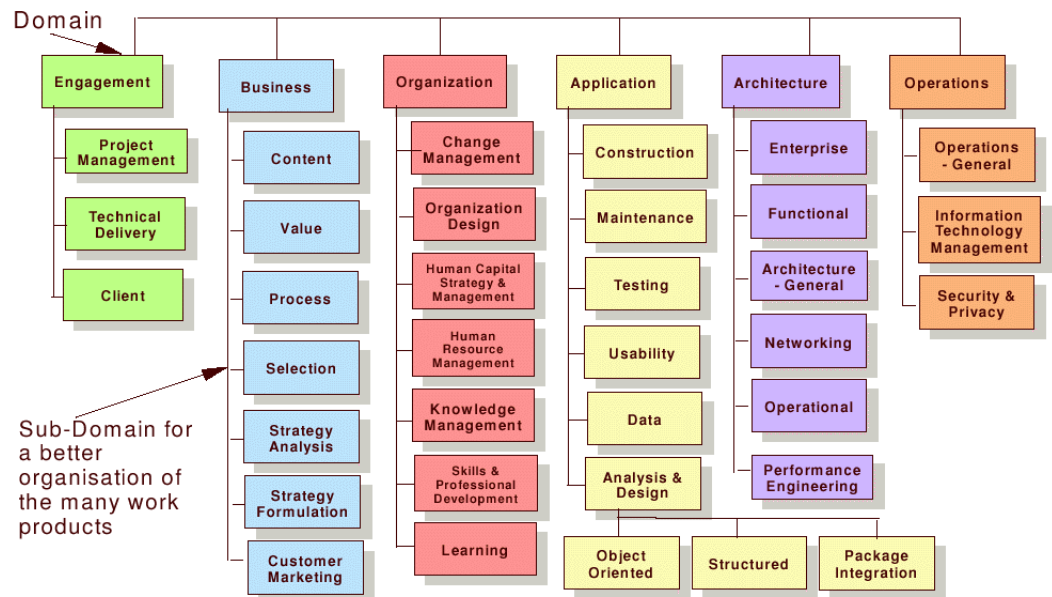 Domain
Engagement
Project
Management
Technical
Delivery
Client
Business
Content
Value
Process
Selection
Strategy
Analysis
Strategy
Formulation
Customer
Marketing
Organization
Change
Management
Organization
Design
Human Capital
Strategy &
Management
Human
Resource
Management
Knowledge
Management
Skills &
Professional
Development
Learning
Application
Construction
Maintenance
Testing
Usability
Data
Analysis &
Design
Object
Oriented
Structured
Package
Integration
Architecture
Enterprise
Functional
Architecture
- General
Networking
Operational
Performance
Engineering
Operations
Operations
- General
Information
Technology
Management
Security &
Privacy
Sub-Domain for
a better
organisation of
the many work
products